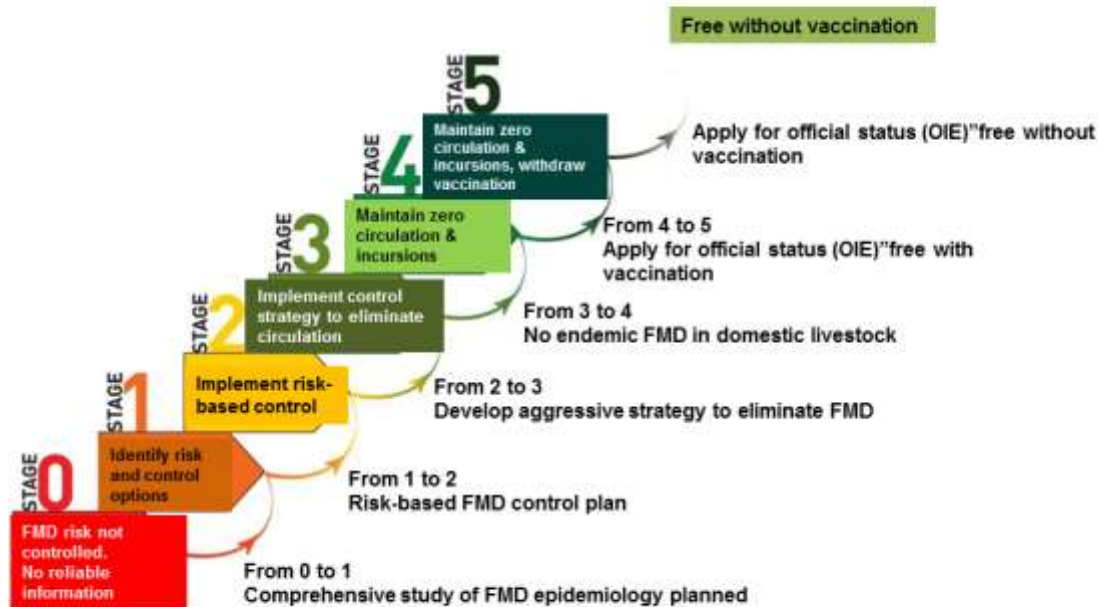 Free without vaccination
STAGE 5
Maintain zero
circulation &
incursions, withdraw
vaccination
Apply for official status (OIE)"free without
vaccination
STAGE 4
Maintain zero
circulation &
incursions
From 4 to 5
Apply for official status (OIE)"free with
vaccination
STAGE 3
Implement control
strategy to eliminate
circulation
From 3 to 4
No endemic FMD in domestic livestock
STAGE 2
Implement risk-
based control
From 2 to 3
Develop aggressive strategy to eliminate FMD
STAGE 1
Identify risk
and control
options
From 1 to 2
Risk-based FMD control plan
STAGE 0
FMD risk not
controlled.
No reliable
information
From 0 to 1
Comprehensive study of FMD epidemiology planned